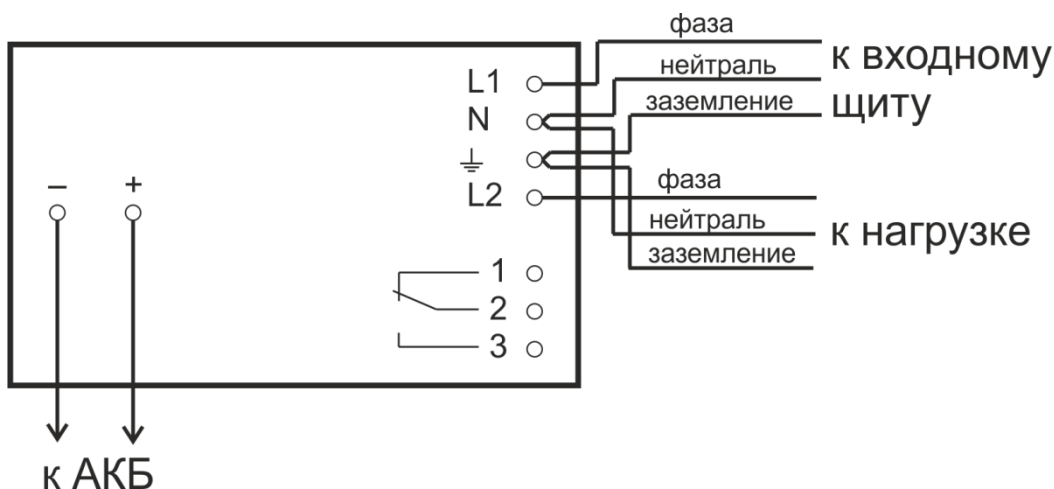 фаза
L1
нейтраль
к входному
N
заземление
щиту
L2
фаза
нейтраль
к нагрузке
заземление
– +
1
2
3
к АКБ